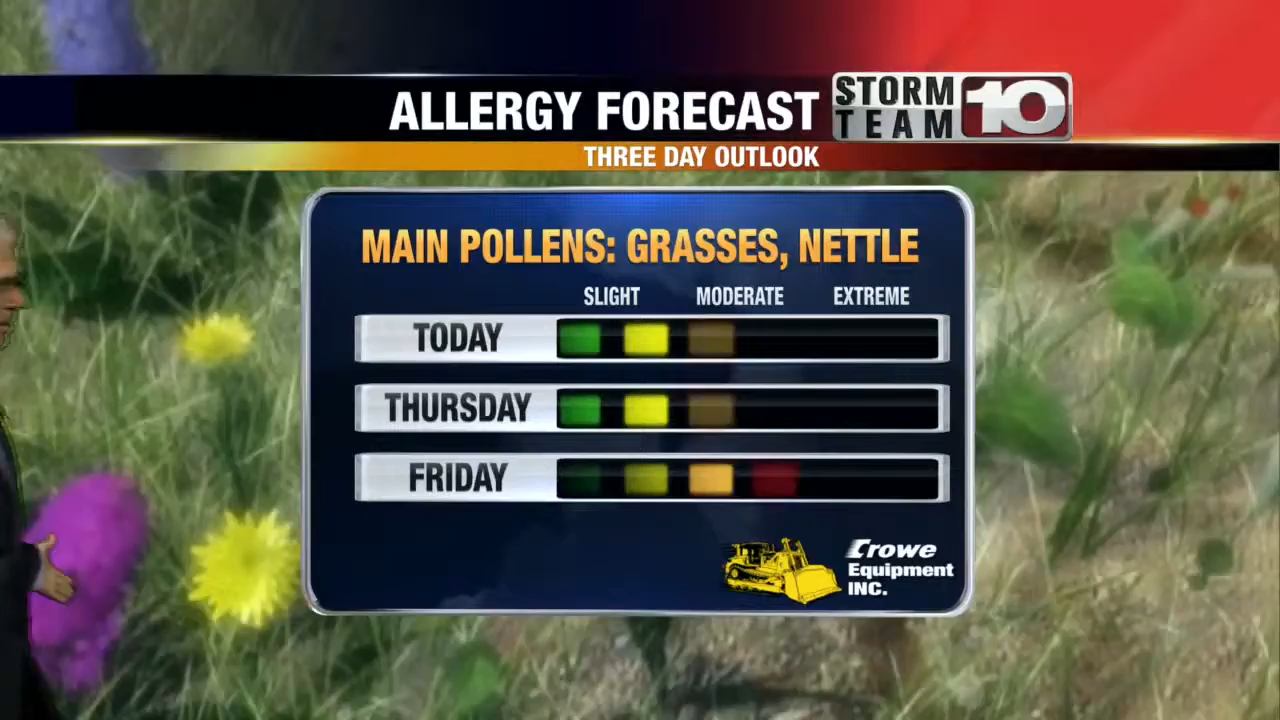 ALLERGY FORECAST
STORM TEAM 10
THREE DAY OUTLOOK
MAIN POLLENS: GRASSES, NETTLE
SLIGHT MODERATE EXTREME
TODAY
THURSDAY
FRIDAY
Crowe
Equipment
INC.